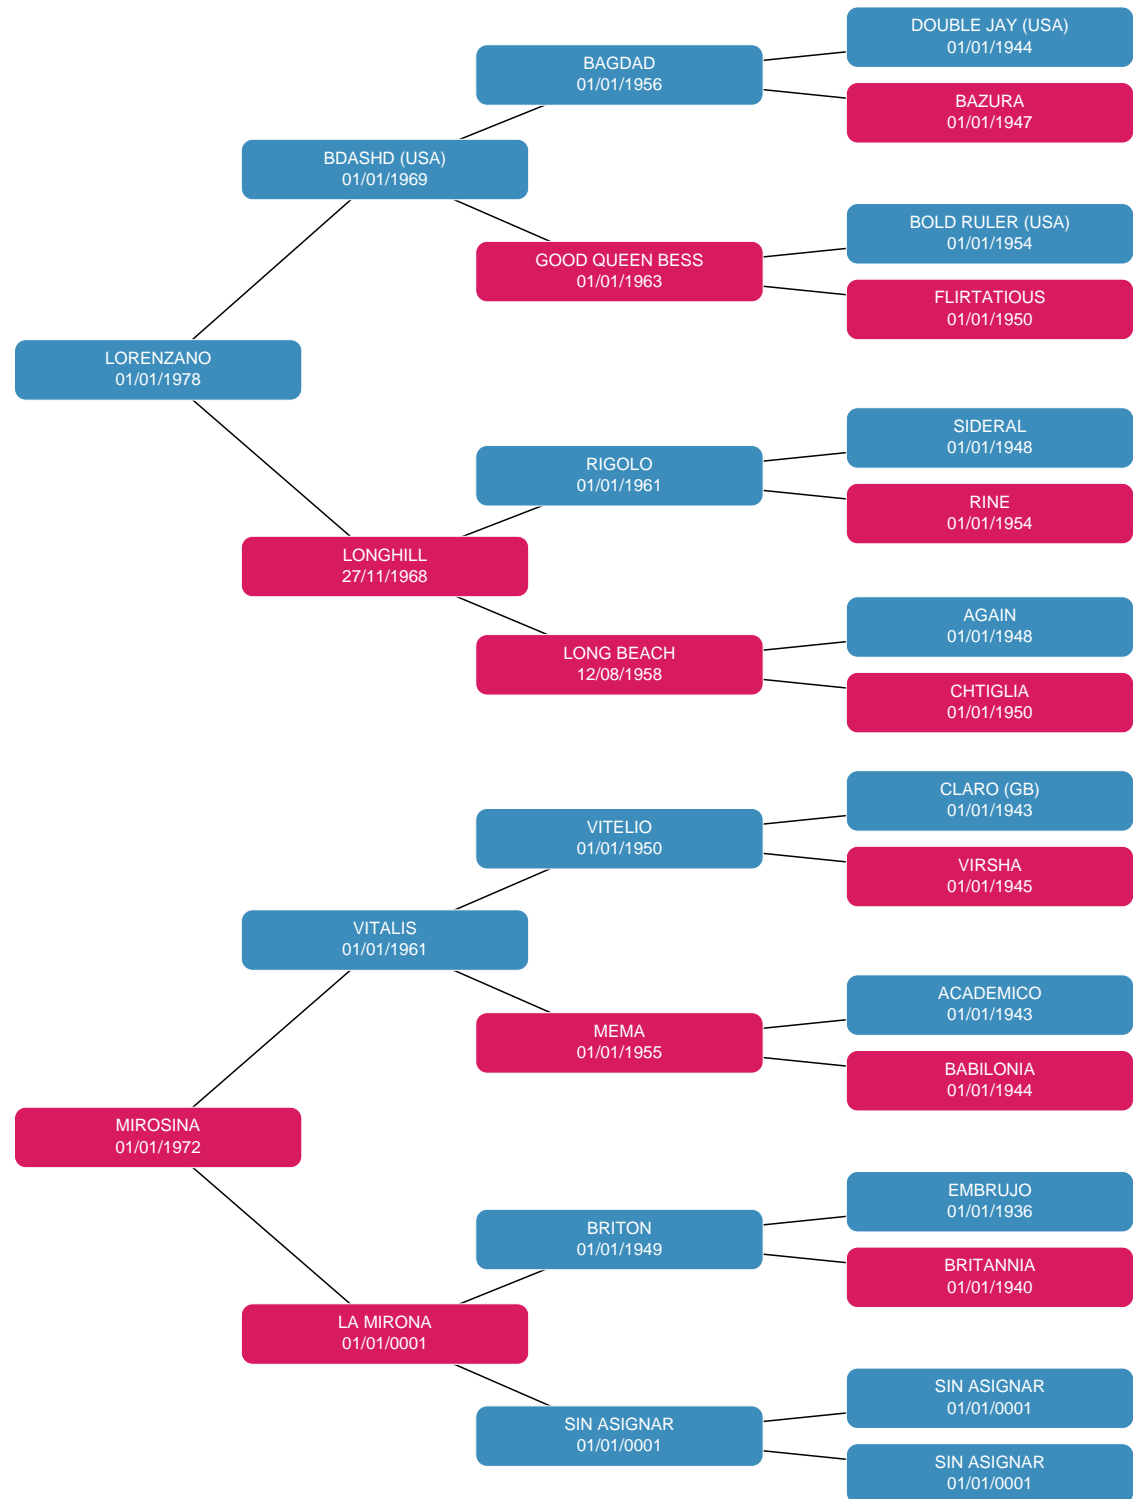 DOUBLE JAY (USA)
01/01/1944
BAGDAD
01/01/1956
BAZURA
01/01/1947
BDASHD (USA)
01/01/1969
BOLD RULER (USA)
01/01/1954
GOOD QUEEN BESS
01/01/1963
FLIRTATIOUS
01/01/1950
LORENZANO
01/01/1978
SIDERAL
01/01/1948
RIGOLO
01/01/1961
RINE
01/01/1954
LONGHILL
27/11/1968
AGAIN
01/01/1948
LONG BEACH
12/08/1958
CHTIGLIA
01/01/1950
CLARO (GB)
01/01/1943
VITELIO
01/01/1950
VIRSHA
01/01/1945
VITALIS
01/01/1961
ACADEMICO
01/01/1943
MEMA
01/01/1955
BABILONIA
01/01/1944
MIROSINA
01/01/1972
EMBRUJO
01/01/1936
BRITON
01/01/1949
BRITANNIA
01/01/1940
LA MIRONA
01/01/0001
SIN ASIGNAR
01/01/0001
SIN ASIGNAR
01/01/0001
SIN ASIGNAR
01/01/0001